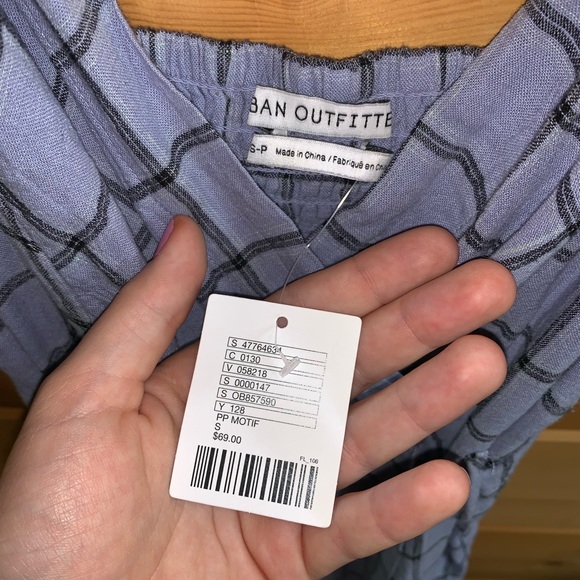 BAN OUTFITTE
S-P Made in China / Fabriqué en Ch
S 47764634
C 0130
V 058218
S 0000147
S OB857590
Y 128
PP MOTIF
S
$69.00
FL_106